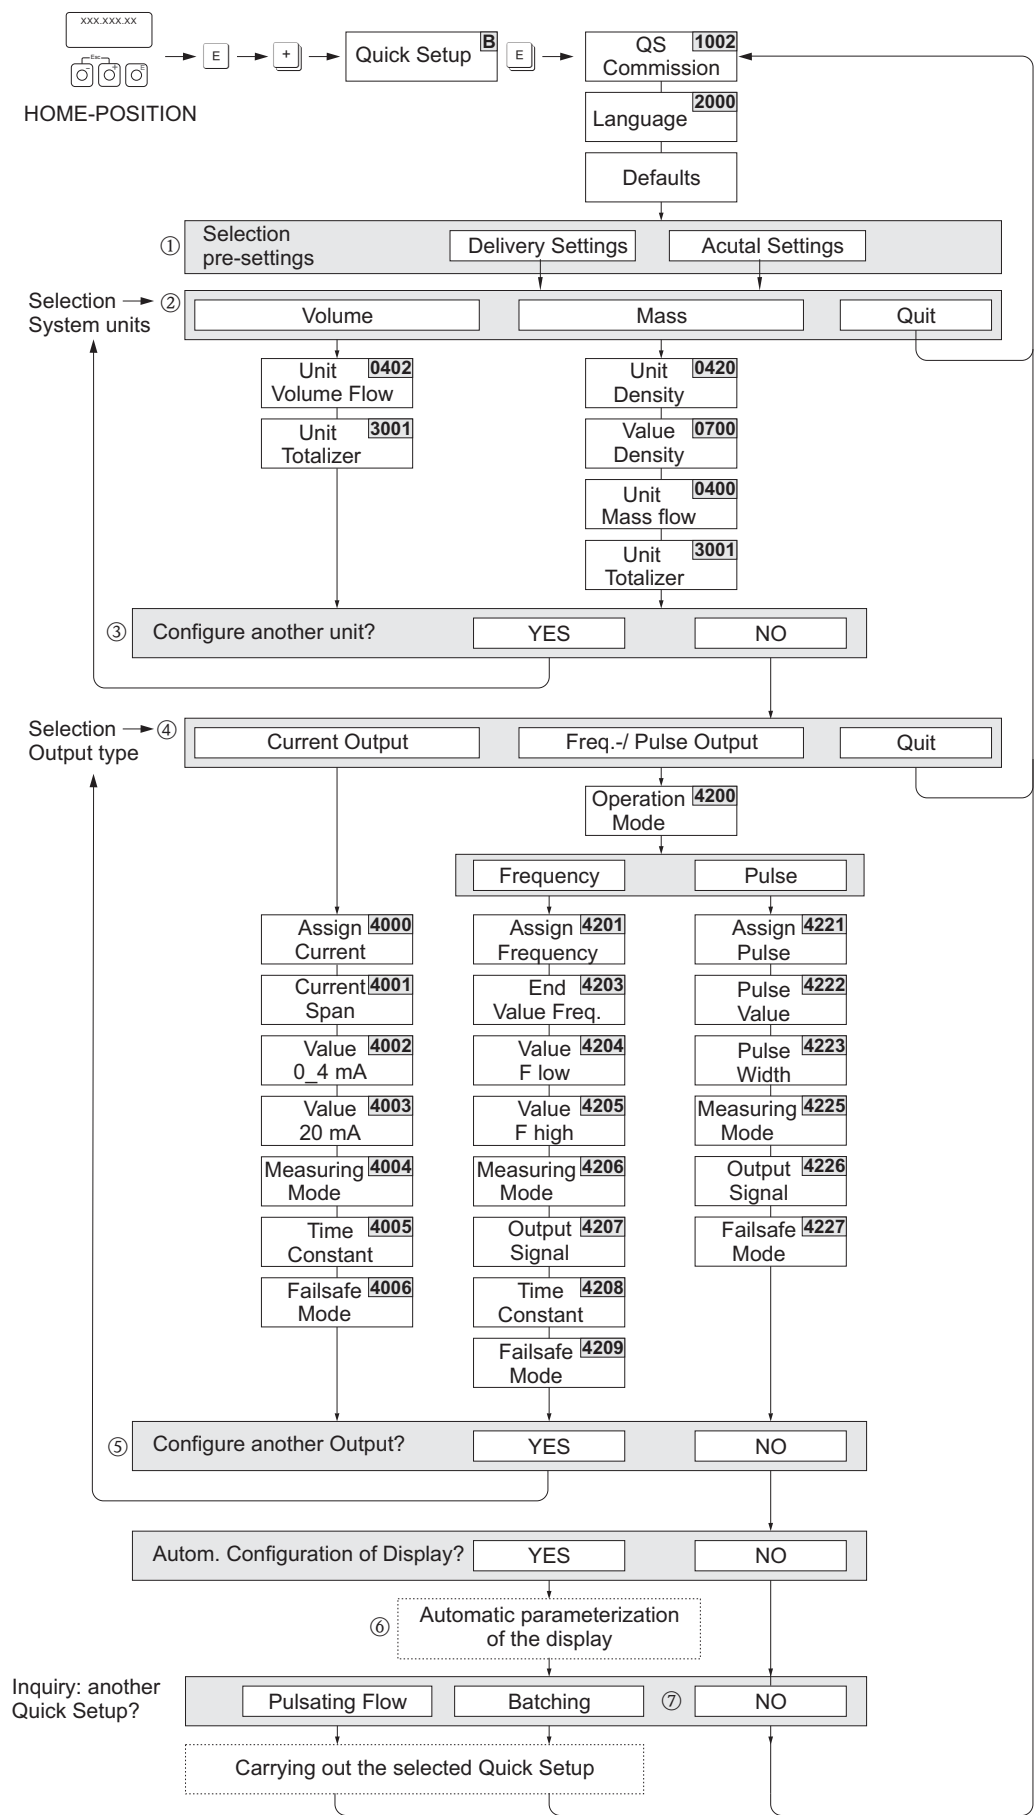 xxx.xxx.xx
Esc
- + E
E
+
Quick Setup B
E
QS 1002
Commission
HOME-POSITION
Language 2000
Defaults
① Selection
pre-settings
Delivery Settings
Acutal Settings
Selection
System units
②
Volume
Mass
Quit
Unit 0402
Volume Flow
Unit 3001
Totalizer
Unit 0420
Density
Value 0700
Density
Unit 0400
Mass flow
Unit 3001
Totalizer
③ Configure another unit?
YES
NO
Selection
Output type
④
Current Output
Freq.-/ Pulse Output
Quit
Operation 4200
Mode
Frequency
Pulse
Assign 4000
Current
Current 4001
Span
Value 4002
0_4 mA
Value 4003
20 mA
Measuring 4004
Mode
Time 4005
Constant
Failsafe 4006
Mode
Assign 4201
Frequency
End 4203
Value Freq.
Value 4204
F low
Value 4205
F high
Measuring 4206
Mode
Output 4207
Signal
Time 4208
Constant
Failsafe 4209
Mode
Assign 4221
Pulse
Pulse 4222
Value
Pulse 4223
Width
Measuring 4225
Mode
Output 4226
Signal
Failsafe 4227
Mode
⑤ Configure another Output?
YES
NO
Autom. Configuration of Display?
YES
NO
⑥
Automatic parameterization
of the display
Inquiry: another
Quick Setup?
Pulsating Flow
Batching
⑦
NO
Carrying out the selected Quick Setup